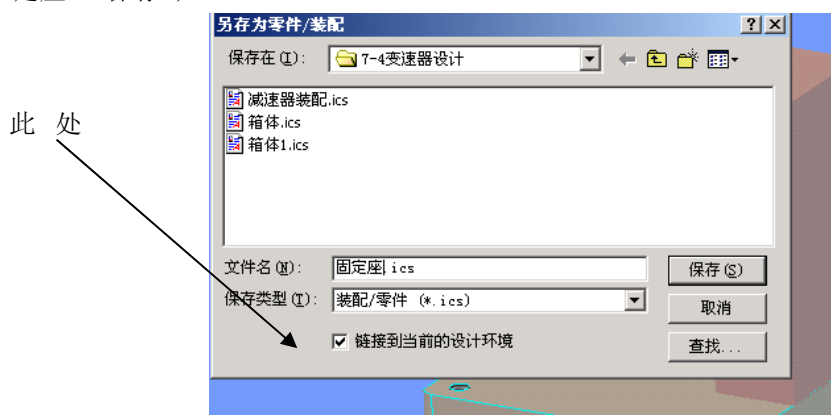 另存为零件/装配
保存在(I): 7-4变速器设计
减速器装配.ics
箱体.ics
箱体1.ics
此 处
文件名(N): 固定座.ics 保存(S)
保存类型(T): 装配/零件 (*.ics) 取消
链接到当前的设计环境 查找...